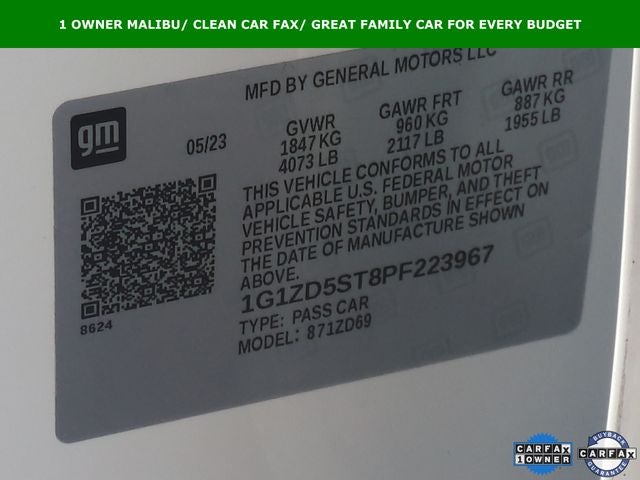 1 OWNER MALIBU/ CLEAN CAR FAX/ GREAT FAMILY CAR FOR EVERY BUDGET
MFD BY GENERAL MOTORS LLC
gm
05/23
GVWR
1847 KG
4073 LB
GAWR FRT
960 KG
2117 LB
GAWR RR
887 KG
1955 LB
THIS VEHICLE CONFORMS TO ALL
APPLICABLE U.S. FEDERAL MOTOR
VEHICLE SAFETY, BUMPER, AND THEFT
PREVENTION STANDARDS IN EFFECT ON
THE DATE OF MANUFACTURE SHOWN
ABOVE.
1G1ZD5ST8PF223967
TYPE: PASS CAR
MODEL: 871ZD69
8624
CARFAX
1 OWNER
BUYBACK
CARFAX
GUARANTEE